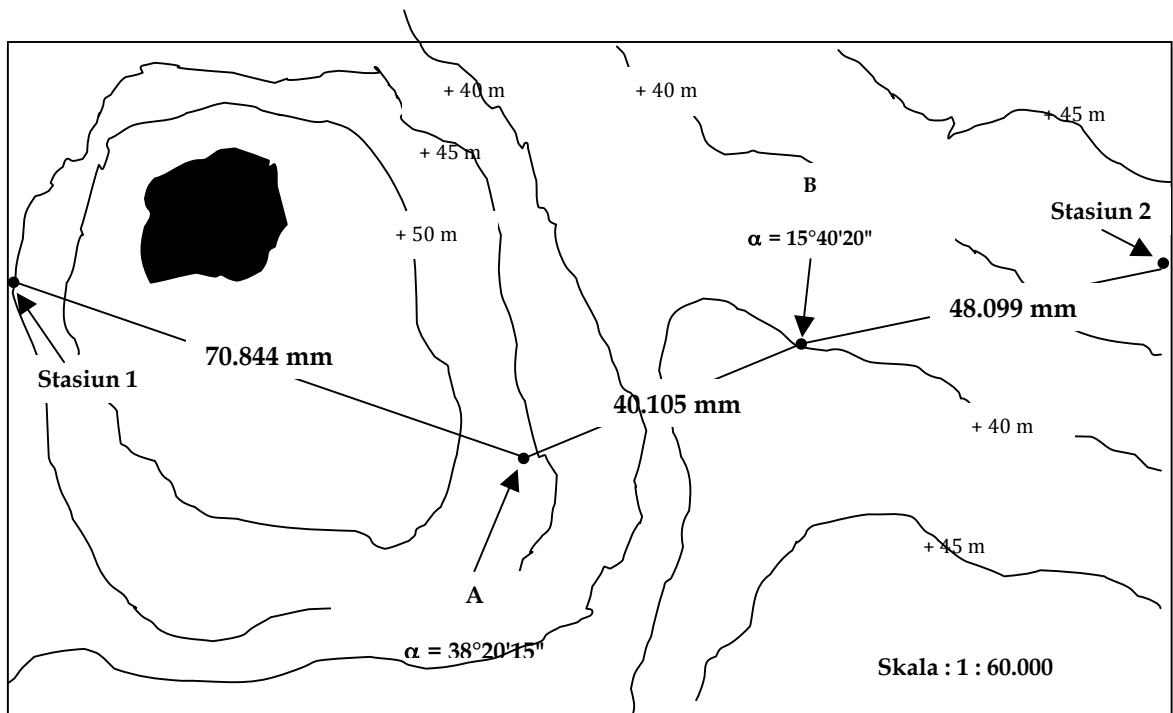 + 40 m
+ 40 m
+ 45 m
+ 45 m
B
Stasiun 2
+ 50 m
α = 15°40'20"
48.099 mm
70.844 mm
Stasiun 1
40.105 mm
+ 40 m
+ 45 m
A
α = 38°20'15"
Skala : 1 : 60.000